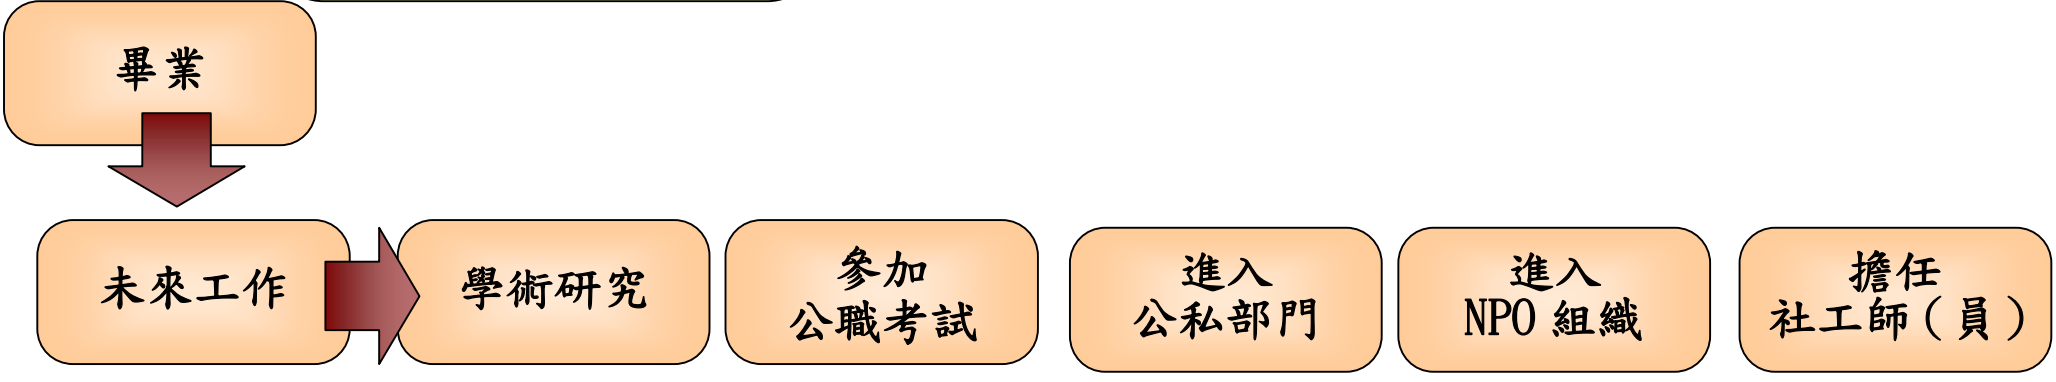 畢業
未來工作
學術研究
參加
公職考試
進入
公私部門
進入
NPO 組織
擔任
社工師(員)